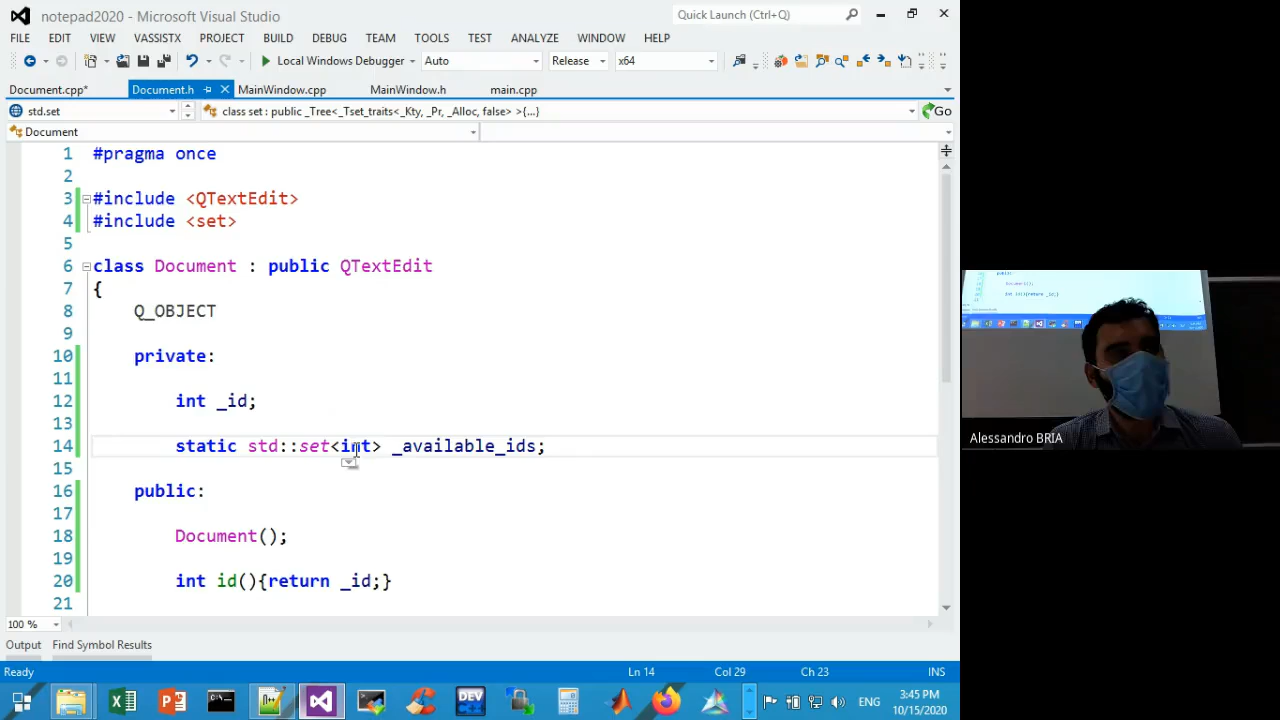 notepad2020 - Microsoft Visual Studio
Quick Launch (Ctrl+Q)
FILE EDIT VIEW VASSISTX PROJECT BUILD DEBUG TEAM TOOLS TEST ANALYZE WINDOW HELP
Local Windows Debugger Auto Release x64
Document.cpp* Document.h MainWindow.cpp MainWindow.h main.cpp
std.set class set : public _Tree<_Tset_traits<_Kty, _Pr, _Alloc, false> >{...} Go
Document
1 #pragma once
2
3 #include <QTextEdit>
4 #include <set>
5
6 class Document : public QTextEdit
7 {
8 Q_OBJECT
9
10 private:
11
12 int _id;
13
14 static std::set<int> _available_ids;
15
16 public:
17
18 Document();
19
20 int id(){return _id;}
21
100 %
Output Find Symbol Results
Ready Ln 14 Col 29 Ch 23 INS
DEV
ENG
3:45 PM
10/15/2020
Alessandro BRIA